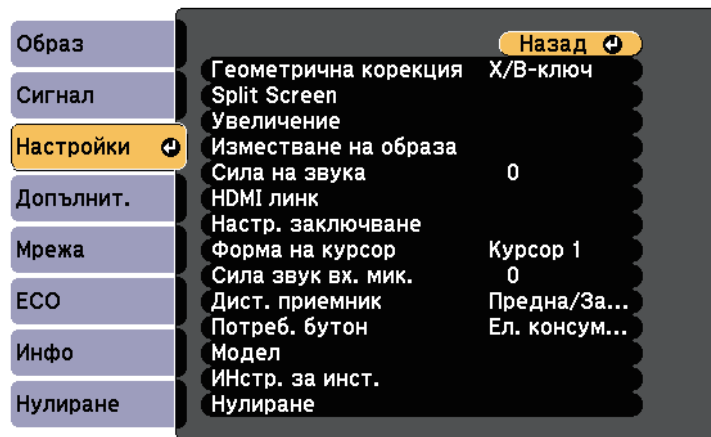 Образ
Сигнал
Настройки
Допълнит.
Мрежа
ECO
Инфо
Нулиране
Назад
Геометрична корекция Х/В-ключ
Split Screen
Увеличение
Изместване на образа
Сила на звука 0
HDMI линк
Настр. заключване
Форма на курсор Курсор 1
Сила звук вх. мик. 0
Дист. приемник Предна/За...
Потреб. бутон Ел. консум...
Модел
ИНстр. за инст.
Нулиране